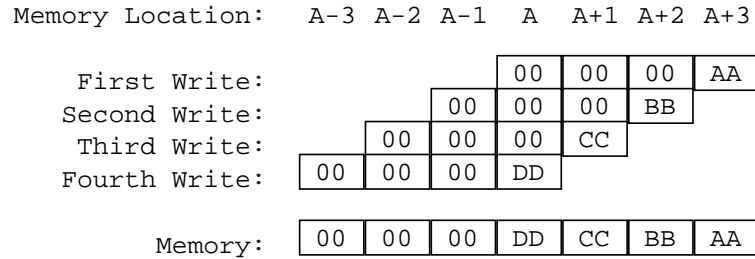 Memory Location: A-3 A-2 A-1 A A+1 A+2 A+3
First Write: 00 00 00 AA
Second Write: 00 00 00 BB
Third Write: 00 00 00 CC
Fourth Write: 00 00 00 DD
Memory: 00 00 00 DD CC BB AA